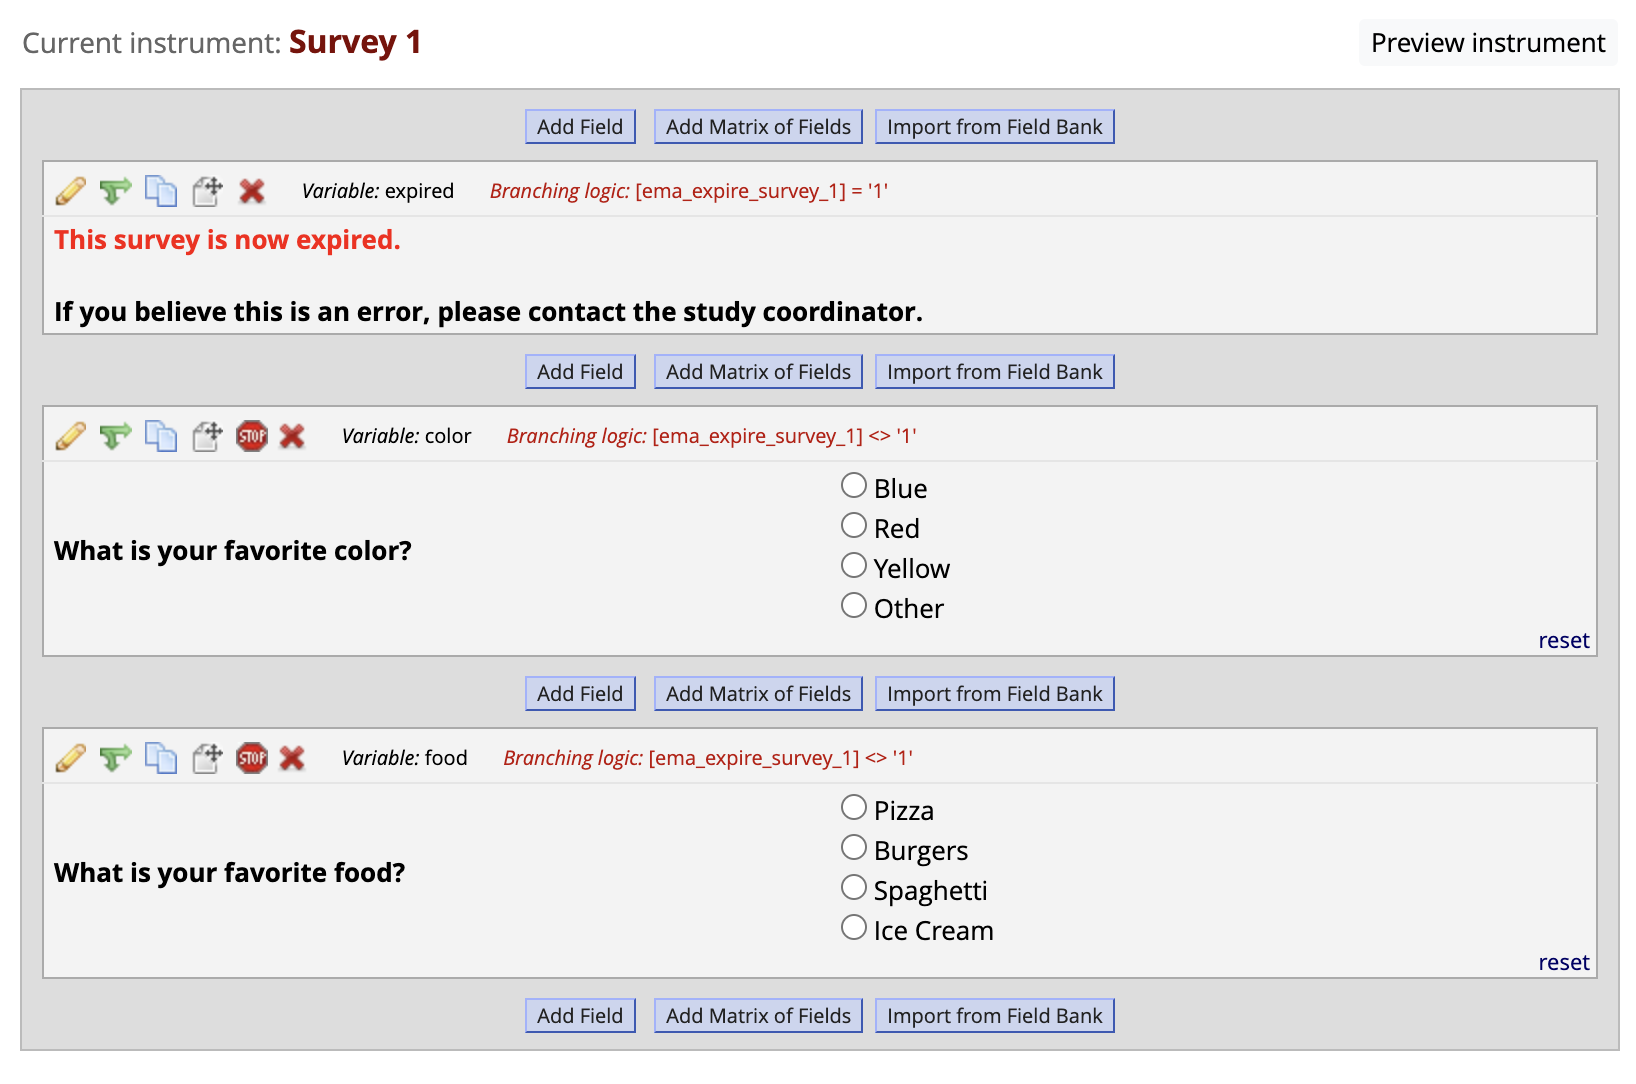 Current instrument: Survey 1
Preview instrument
Add Field Add Matrix of Fields Import from Field Bank
Variable: expired Branching logic: [ema_expire_survey_1] = '1'
This survey is now expired.
If you believe this is an error, please contact the study coordinator.
Add Field Add Matrix of Fields Import from Field Bank
STOP Variable: color Branching logic: [ema_expire_survey_1] <> '1'
What is your favorite color?
Blue
Red
Yellow
Other
reset
Add Field Add Matrix of Fields Import from Field Bank
STOP Variable: food Branching logic: [ema_expire_survey_1] <> '1'
What is your favorite food?
Pizza
Burgers
Spaghetti
Ice Cream
reset
Add Field Add Matrix of Fields Import from Field Bank